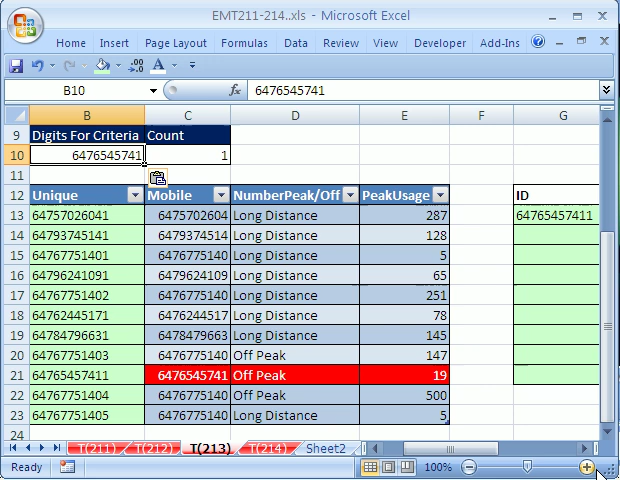 EMT211-214..xls - Microsoft Excel
Home Insert Page Layout Formulas Data Review View Developer Add-Ins
B10 fx 6476545741
B C D E F G
9 Digits For Criteria Count
10 6476545741 1
11
12 Unique Mobile NumberPeak/Off PeakUsage ID
13 64757026041 6475702604 Long Distance 287 64765457411
14 64793745141 6479374514 Long Distance 128
15 64767751401 6476775140 Long Distance 5
16 64796241091 6479624109 Long Distance 65
17 64767751402 6476775140 Long Distance 251
18 64762445171 6476244517 Long Distance 78
19 64784796631 6478479663 Long Distance 145
20 64767751403 6476775140 Off Peak 147
21 64765457411 6476545741 Off Peak 19
22 64767751404 6476775140 Off Peak 500
23 64767751405 6476775140 Long Distance 5
24
T(211) T(212) T(213) T(214) Sheet2
Ready 100%